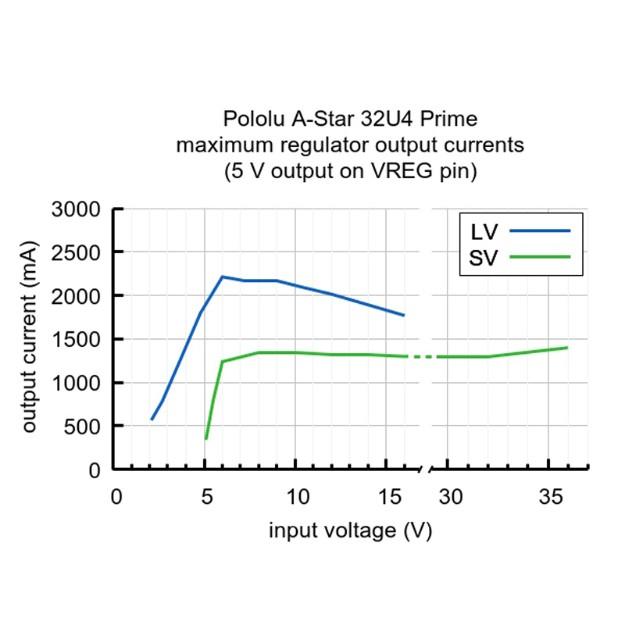 Pololu A-Star 32U4 Prime
maximum regulator output currents
(5 V output on VREG pin)
3000
2500
2000
1500
1000
500
0
output current (mA)
LV
SV
0 5 10 15 30 35
input voltage (V)